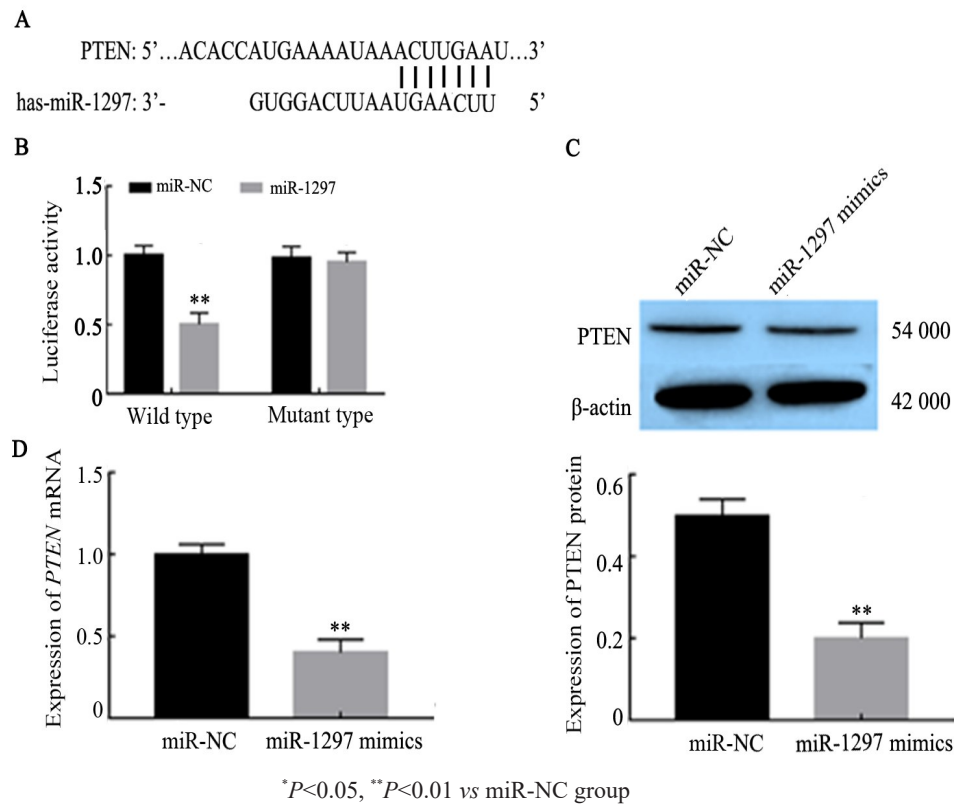 A
PTEN: 5’…ACACCAUGAAAAUAAACUUGAAU…3’
has-miR-1297: 3’- GUGGACUUAAUGAACUU 5’
B
1.5
miR-NC
miR-1297
1.0
0.5
0
Luciferase activity
Wild type
Mutant type
C
miR-NC
miR-1297 mimics
PTEN
54 000
β-actin
42 000
0.6
0.4
0.2
0
Expression of PTEN protein
miR-NC
miR-1297 mimics
**
**
D
1.5
1.0
0.5
0
Expression of PTEN mRNA
miR-NC
miR-1297 mimics
**
*P<0.05, **P<0.01 vs miR-NC group